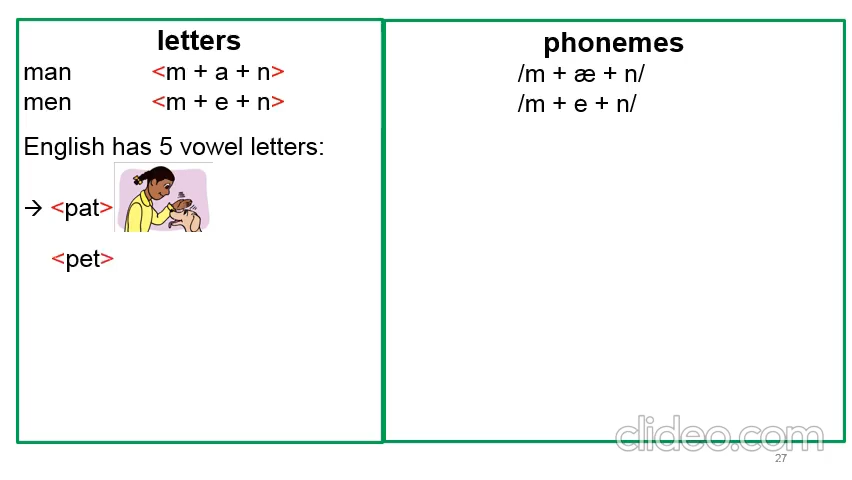 letters
man <m + a + n>
men <m + e + n>
English has 5 vowel letters:
→ <pat>
<pet>
phonemes
/m + æ + n/
/m + e + n/
clideo.com
27